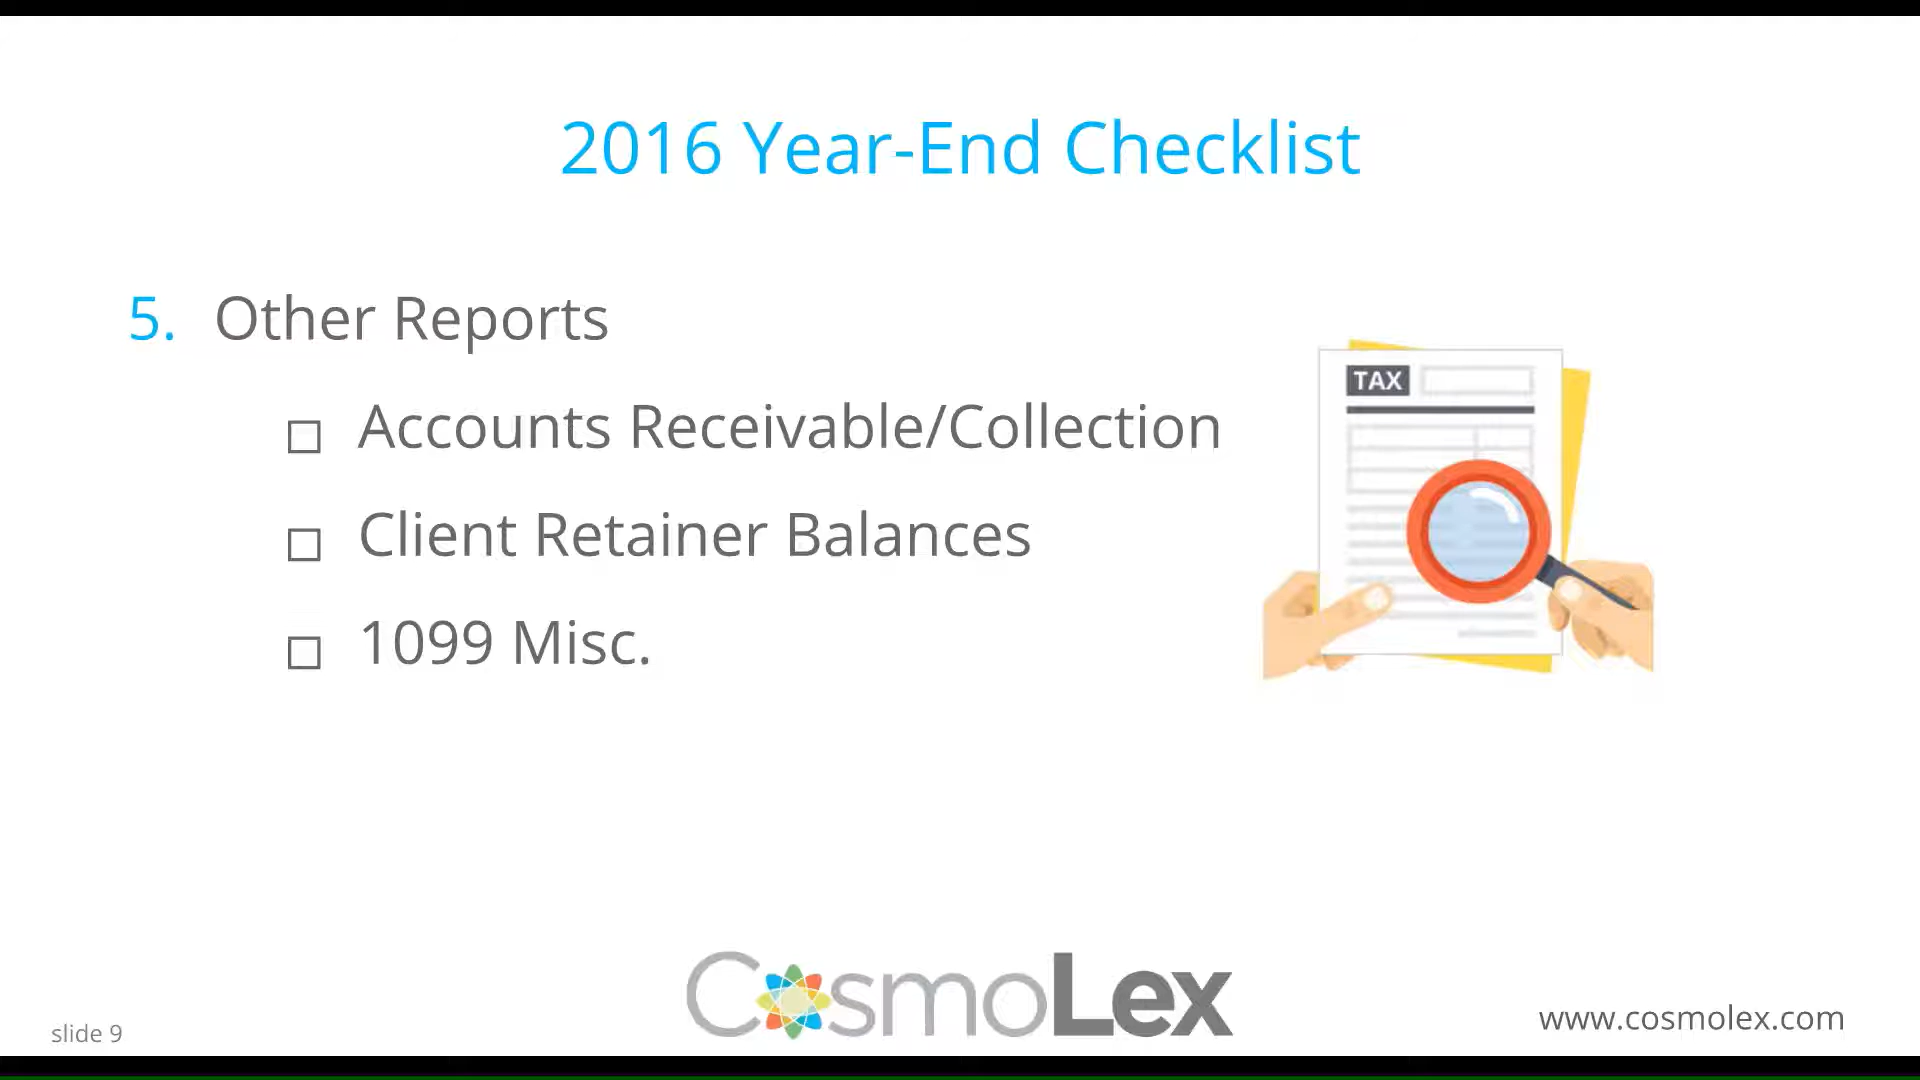 2016 Year-End Checklist
5. Other Reports
□ Accounts Receivable/Collection
□ Client Retainer Balances
□ 1099 Misc.
TAX
CosmoLex
slide 9
www.cosmolex.com